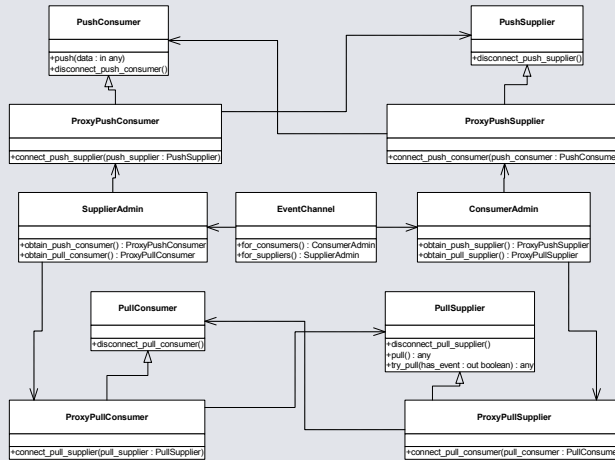 PushConsumer
+push(data : in any)
+disconnect_push_consumer()
PushSupplier
+disconnect_push_supplier()
ProxyPushConsumer
+connect_push_supplier(push_supplier : PushSupplier)
ProxyPushSupplier
+connect_push_consumer(push_consumer : PushConsume
SupplierAdmin
+obtain_push_consumer() : ProxyPushConsumer
+obtain_pull_consumer() : ProxyPullConsumer
EventChannel
+for_consumers() : ConsumerAdmin
+for_suppliers() : SupplierAdmin
ConsumerAdmin
+obtain_push_supplier() : ProxyPushSupplier
+obtain_pull_supplier() : ProxyPullSupplier
PullConsumer
+disconnect_pull_consumer()
PullSupplier
+disconnect_pull_supplier()
+pull() : any
+try_pull(has_event : out boolean) : any
ProxyPullConsumer
+connect_pull_supplier(pull_supplier : PullSupplier)
ProxyPullSupplier
+connect_pull_consumer(pull_consumer : PullConsume